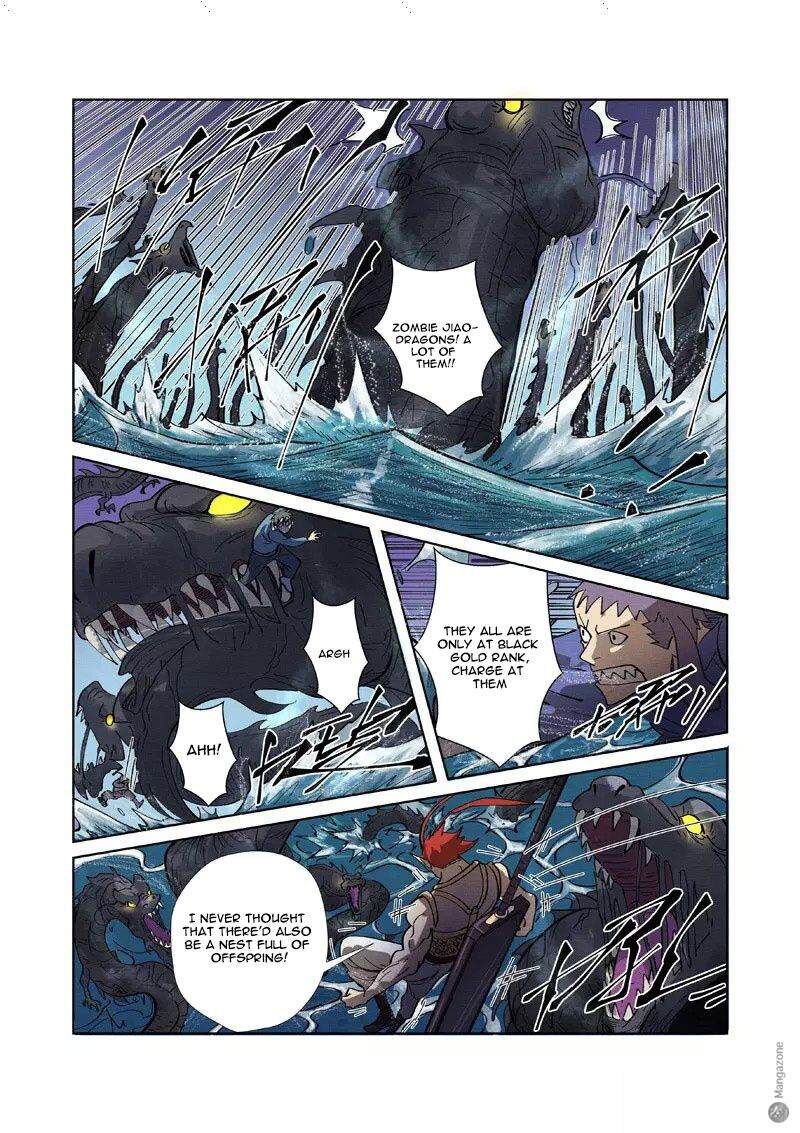 ZOMBIE JIAO-
DRAGONS! A
LOT OF
THEM!!
ARGH
AHH!
THEY ALL ARE
ONLY AT BLACK
GOLD RANK,
CHARGE AT
THEM
I NEVER THOUGHT
THAT THERE'D ALSO
BE A NEST FULL OF
OFFSPRING!
Mangazone